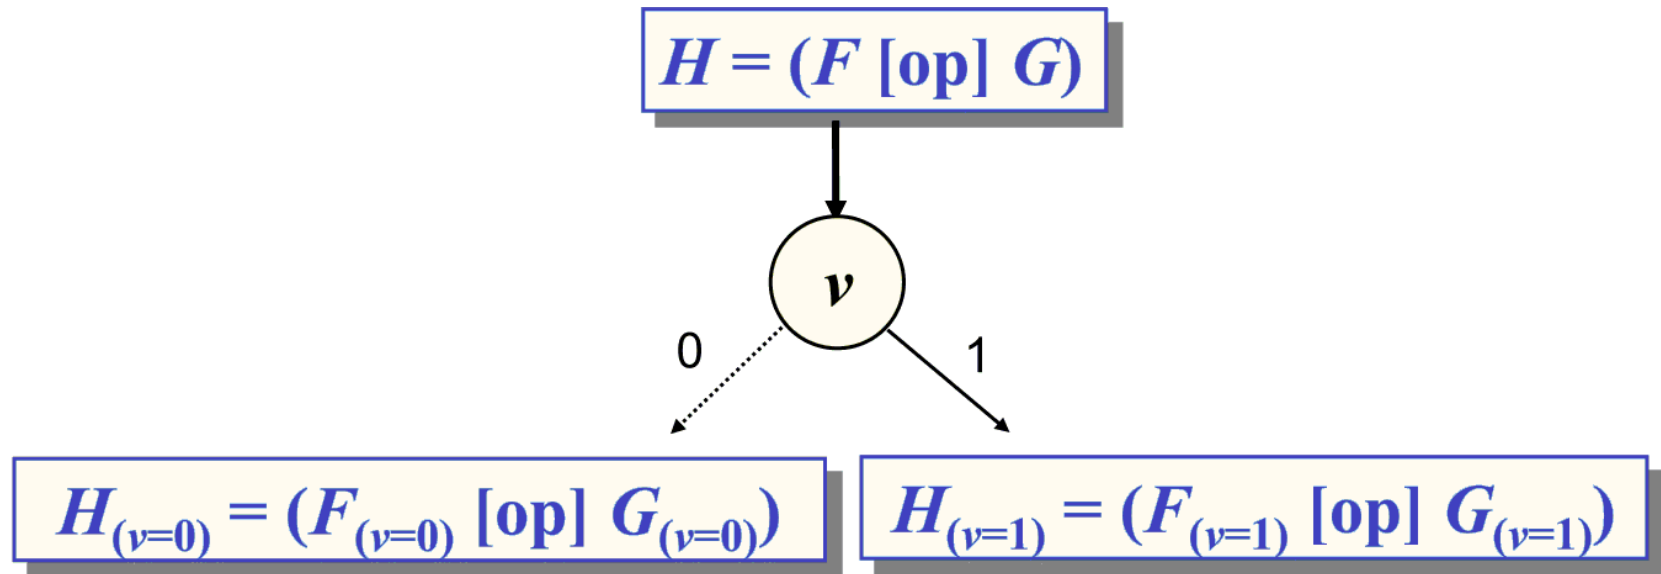 H = (F [op] G)
v
0
1
H(v=0) = (F(v=0) [op] G(v=0))
H(v=1) = (F(v=1) [op] G(v=1))